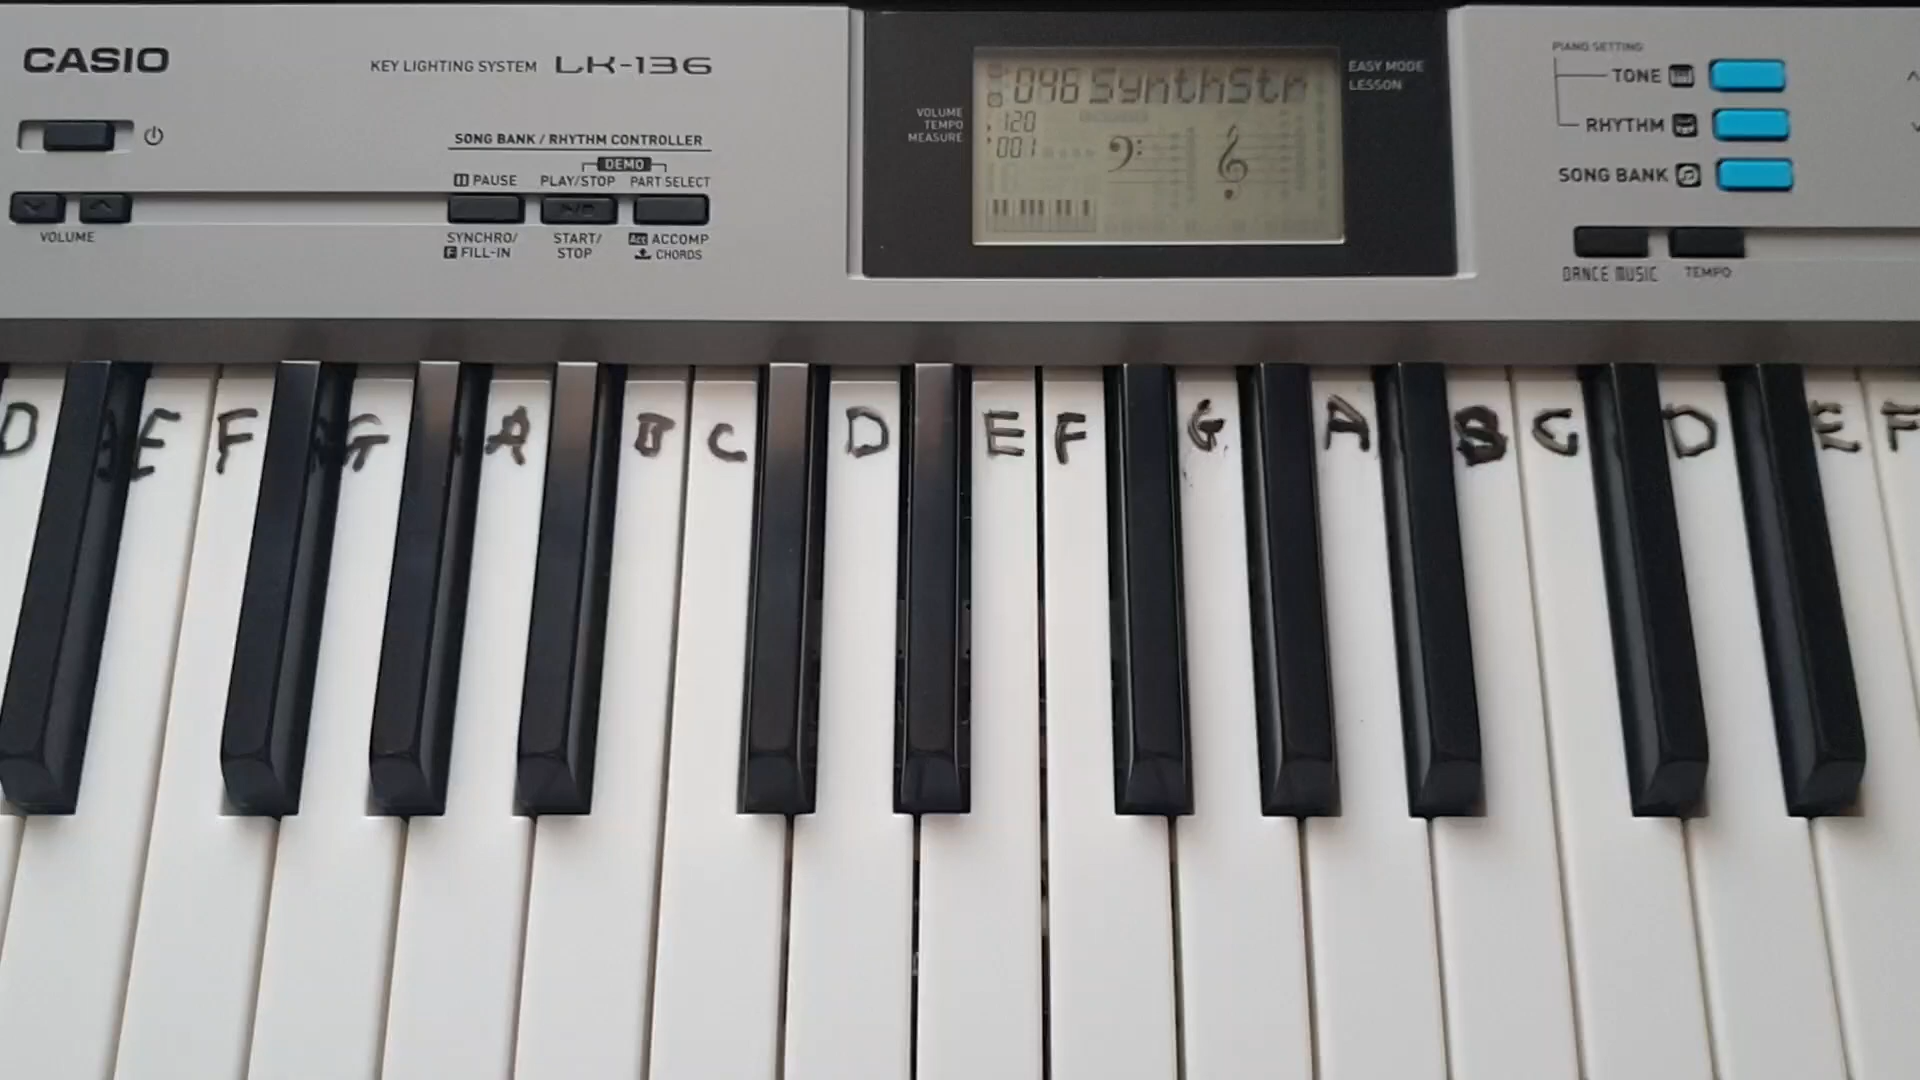 CASIO
KEY LIGHTING SYSTEM LK-136
SONG BANK / RHYTHM CONTROLLER
DEMO
PAUSE PLAY/STOP PART SELECT
VOLUME
SYNCHRO/ START/ Acc ACCOMP
F FILL-IN STOP CHORDS
VOLUME
TEMPO
MEASURE
046 SynthStr
120
001
EASY MODE
LESSON
PIANO SETTING
TONE
RHYTHM
SONG BANK
DANCE MUSIC TEMPO
D E F G A B C D E F G A B C D E F